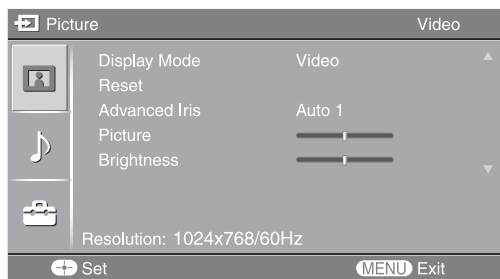 Picture Video
Display Mode Video
Reset
Advanced Iris Auto 1
Picture
Brightness
Resolution: 1024x768/60Hz
Set MENU Exit